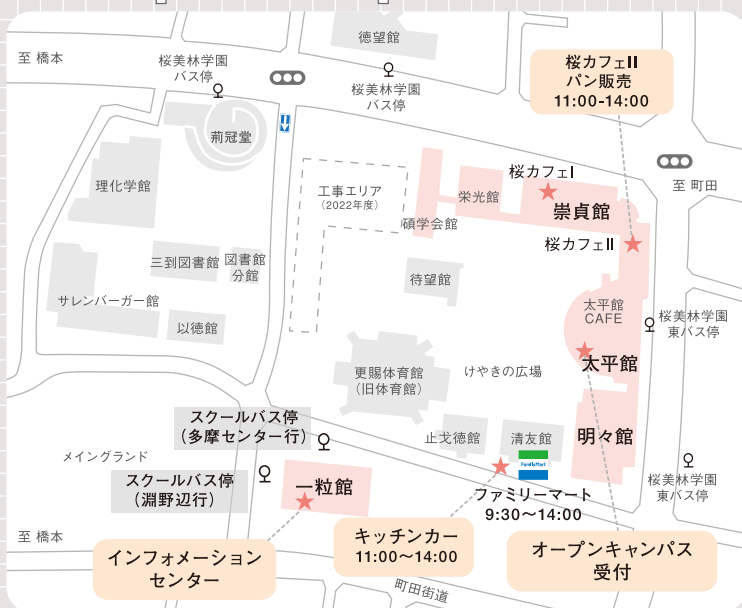 徳望館
至 橋本
桜美林学園
バス停
桜美林学園
バス停
桜カフェII
パン販売
11:00-14:00
荊冠堂
理化学館
工事エリア
(2022年度)
桜カフェI
栄光館
崇貞館
至 町田
碩学会館
桜カフェII
三到図書館
図書館
分館
待望館
サレンバーガー館
以徳館
太平館
CAFE
桜美林学園
東バス停
更賜体育館
(旧体育館)
けやきの広場
太平館
スクールバス停
(多摩センター行)
止戈徳館
清友館
明々館
メイングランド
FamilyMart
スクールバス停
(淵野辺行)
一粒館
ファミリーマート
9:30〜14:00
桜美林学園
東バス停
至 橋本
インフォメーション
センター
キッチンカー
11:00〜14:00
オープンキャンパス
受付
町田街道